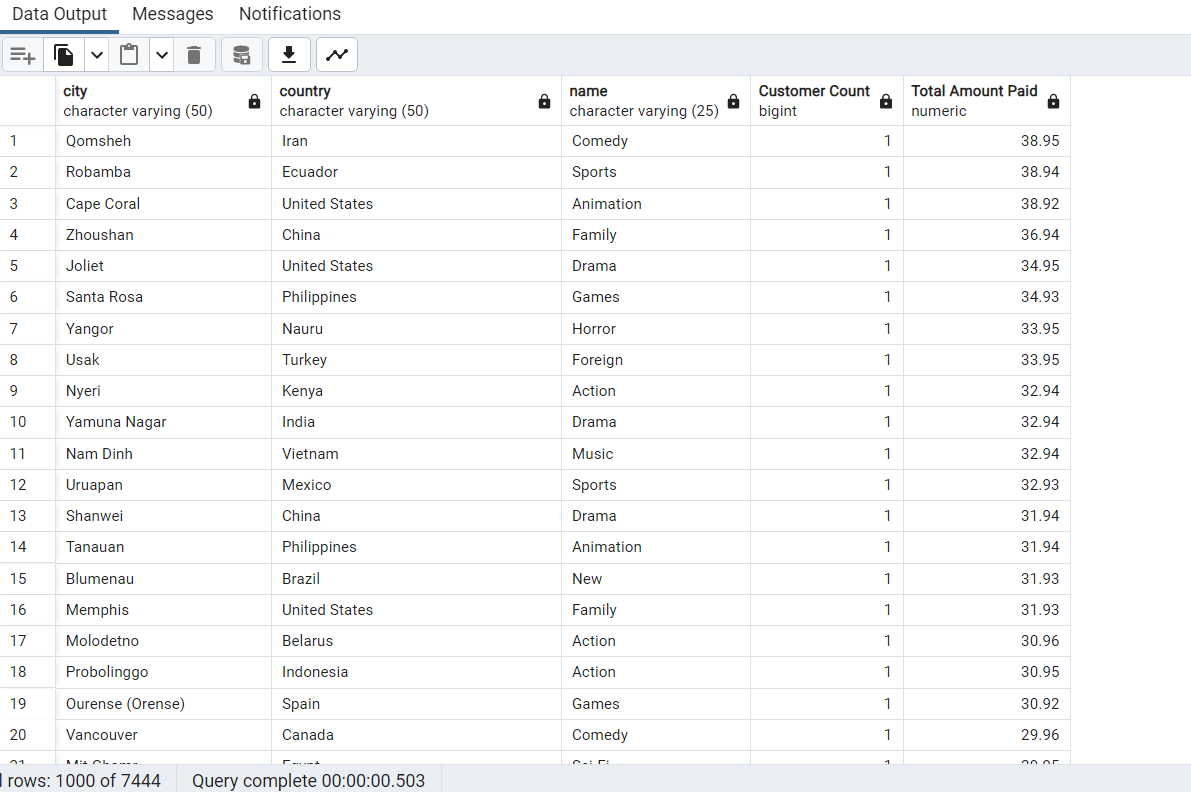 Data Output Messages Notifications
city country name Customer Count Total Amount Paid
character varying (50) character varying (50) character varying (25) bigint numeric
1 Qomsheh Iran Comedy 1 38.95
2 Robamba Ecuador Sports 1 38.94
3 Cape Coral United States Animation 1 38.92
4 Zhoushan China Family 1 36.94
5 Joliet United States Drama 1 34.95
6 Santa Rosa Philippines Games 1 34.93
7 Yangor Nauru Horror 1 33.95
8 Usak Turkey Foreign 1 33.95
9 Nyeri Kenya Action 1 32.94
10 Yamuna Nagar India Drama 1 32.94
11 Nam Dinh Vietnam Music 1 32.94
12 Uruapan Mexico Sports 1 32.93
13 Shanwei China Drama 1 31.94
14 Tanauan Philippines Animation 1 31.94
15 Blumenau Brazil New 1 31.93
16 Memphis United States Family 1 31.93
17 Molodetno Belarus Action 1 30.96
18 Probolinggo Indonesia Action 1 30.95
19 Ourense (Orense) Spain Games 1 30.92
20 Vancouver Canada Comedy 1 29.96
rows: 1000 of 7444 Query complete 00:00:00.503